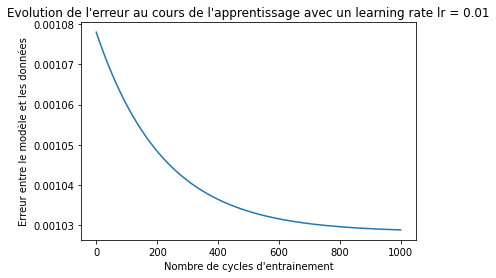 Evolution de l'erreur au cours de l'apprentissage avec un learning rate lr = 0.01
0.00108
0.00107
0.00106
0.00105
0.00104
0.00103
Erreur entre le modèle et les données
0 200 400 600 800 1000
Nombre de cycles d'entrainement